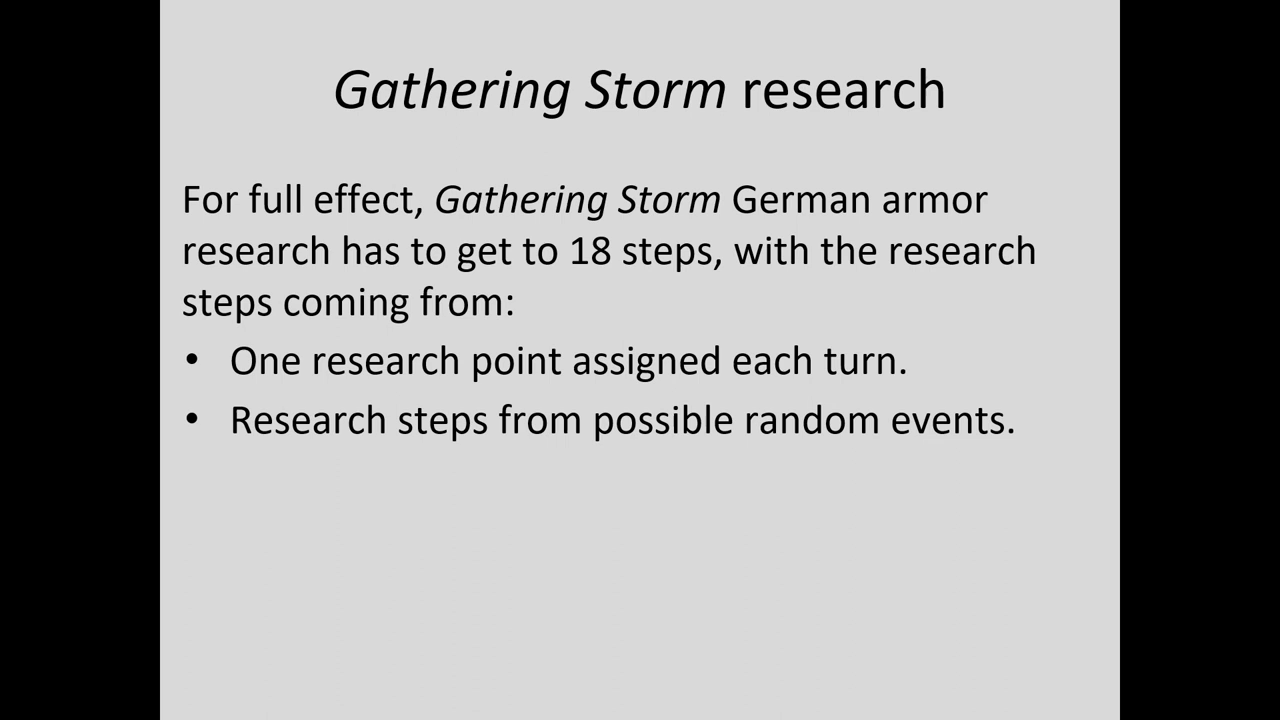 Gathering Storm research
For full effect, Gathering Storm German armor
research has to get to 18 steps, with the research
steps coming from:
• One research point assigned each turn.
• Research steps from possible random events.